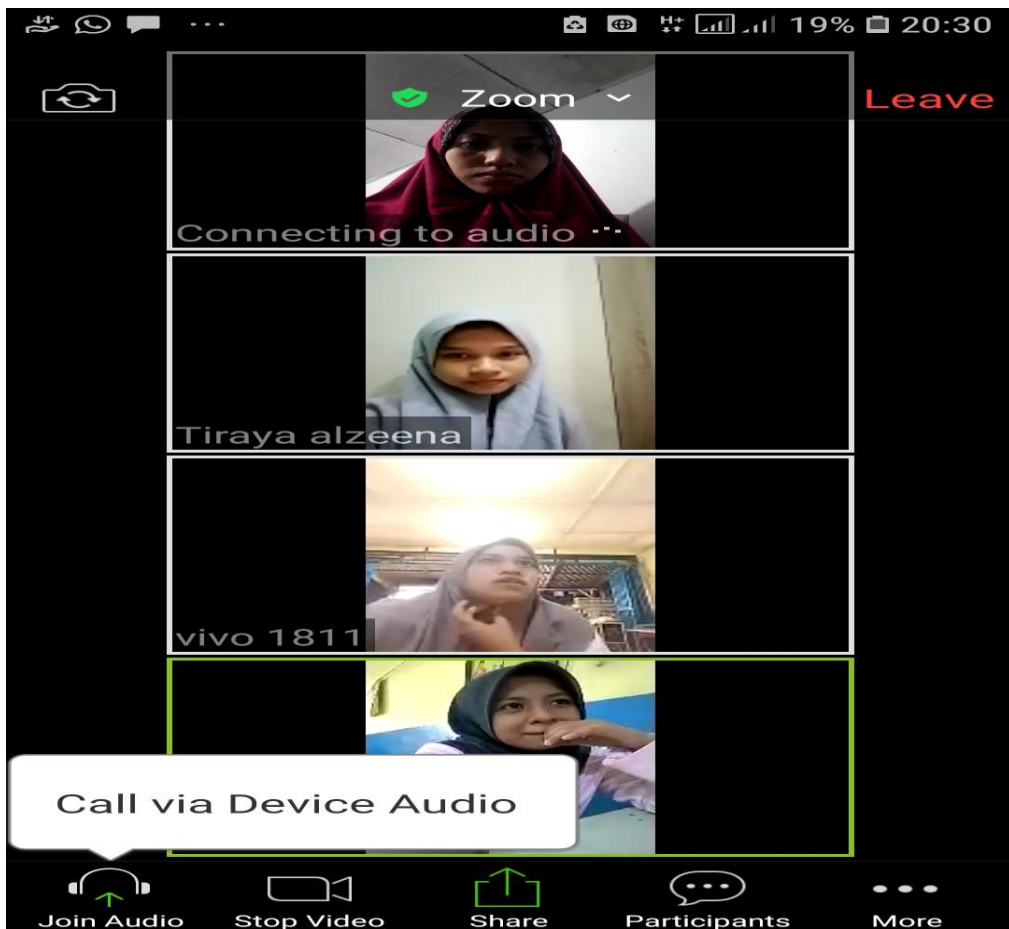 H+ 19% 20:30
Zoom Leave
Connecting to audio ...
Tiraya alzeena
vivo 1811
Call via Device Audio
Join Audio Stop Video Share Participants More